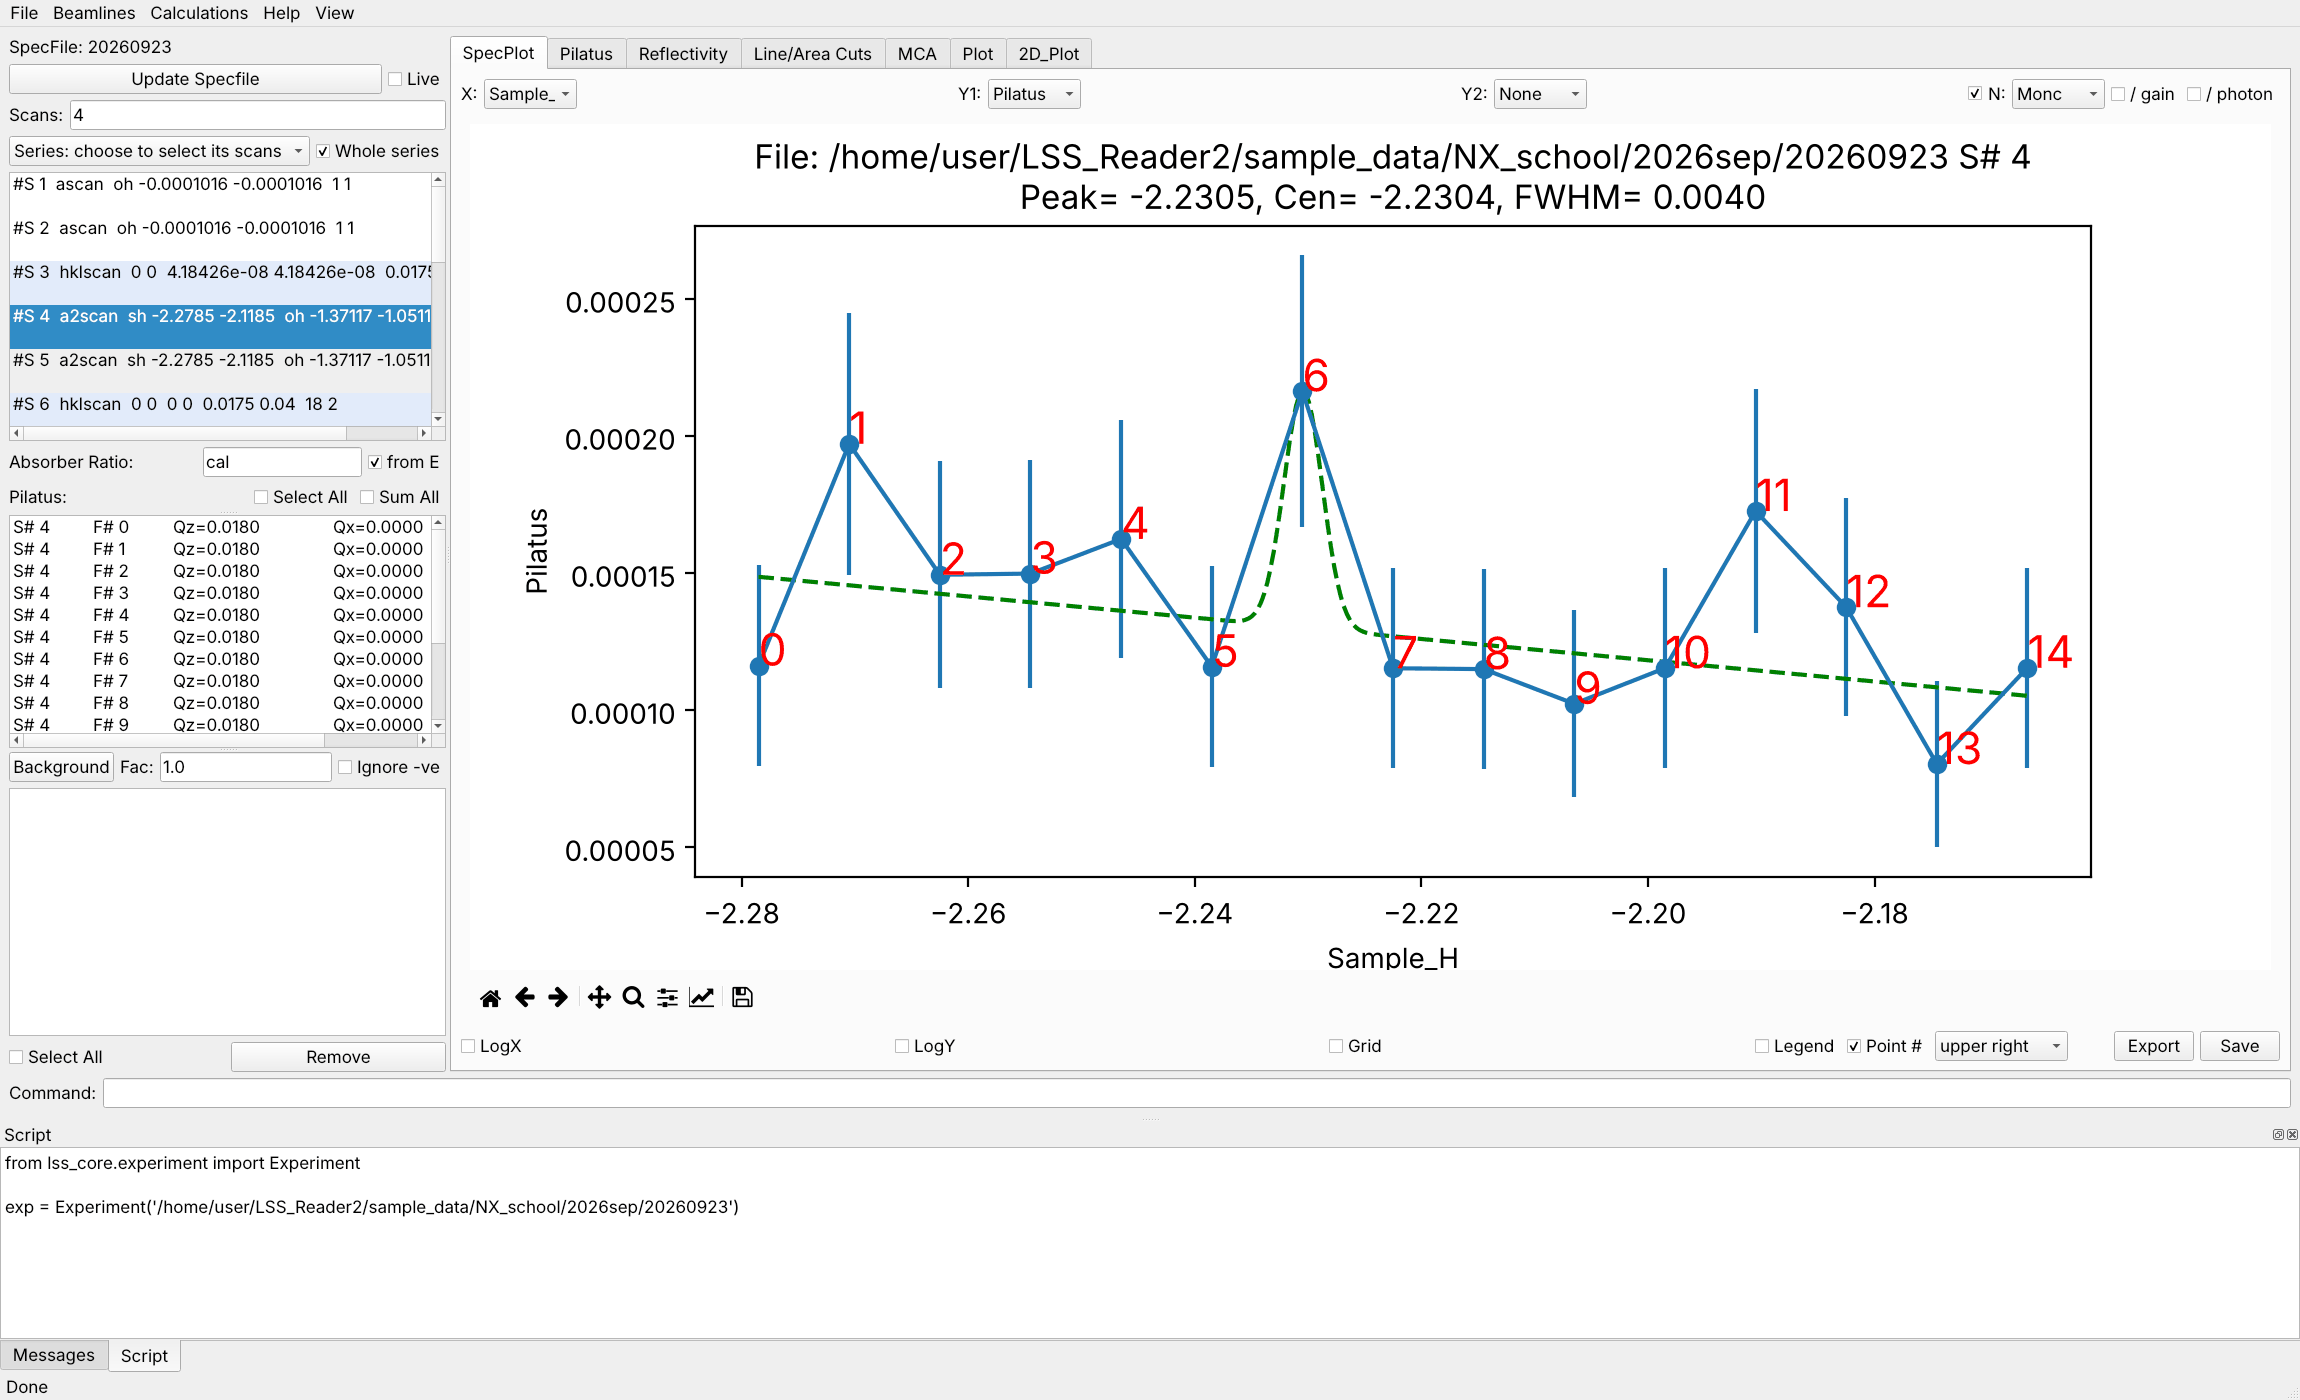 File Beamlines Calculations Help View
SpecFile: 20260923
Update Specfile Live
Scans: 4
Series: choose to select its scans Whole series
#S 1 ascan oh -0.0001016 -0.0001016 1 1
#S 2 ascan oh -0.0001016 -0.0001016 1 1
#S 3 hklscan 0 0 4.18426e-08 4.18426e-08 0.0175
#S 4 a2scan sh -2.2785 -2.1185 oh -1.37117 -1.0511
#S 5 a2scan sh -2.2785 -2.1185 oh -1.37117 -1.0511
#S 6 hklscan 0 0 0 0 0.0175 0.04 18 2
Absorber Ratio: cal from E
Pilatus: Select All Sum All
S# 4 F# 0 Qz=0.0180 Qx=0.0000
S# 4 F# 1 Qz=0.0180 Qx=0.0000
S# 4 F# 2 Qz=0.0180 Qx=0.0000
S# 4 F# 3 Qz=0.0180 Qx=0.0000
S# 4 F# 4 Qz=0.0180 Qx=0.0000
S# 4 F# 5 Qz=0.0180 Qx=0.0000
S# 4 F# 6 Qz=0.0180 Qx=0.0000
S# 4 F# 7 Qz=0.0180 Qx=0.0000
S# 4 F# 8 Qz=0.0180 Qx=0.0000
S# 4 F# 9 Qz=0.0180 Qx=0.0000
Background Fac: 1.0 Ignore -ve
Select All Remove
SpecPlot Pilatus Reflectivity Line/Area Cuts MCA Plot 2D_Plot
X: Sample_ Y1: Pilatus Y2: None N: Monc / gain / photon
File: /home/user/LSS_Reader2/sample_data/NX_school/2026sep/20260923 S# 4
Peak= -2.2305, Cen= -2.2304, FWHM= 0.0040
0.00025
0.00020
0.00015
0.00010
0.00005
Pilatus
0
1
2
3
4
5
6
7
8
9
10
11
12
13
14
−2.28 −2.26 −2.24 −2.22 −2.20 −2.18
Sample_H
LogX LogY Grid Legend Point # upper right Export Save
Command:
Script
from lss_core.experiment import Experiment
exp = Experiment('/home/user/LSS_Reader2/sample_data/NX_school/2026sep/20260923')
Messages Script
Done